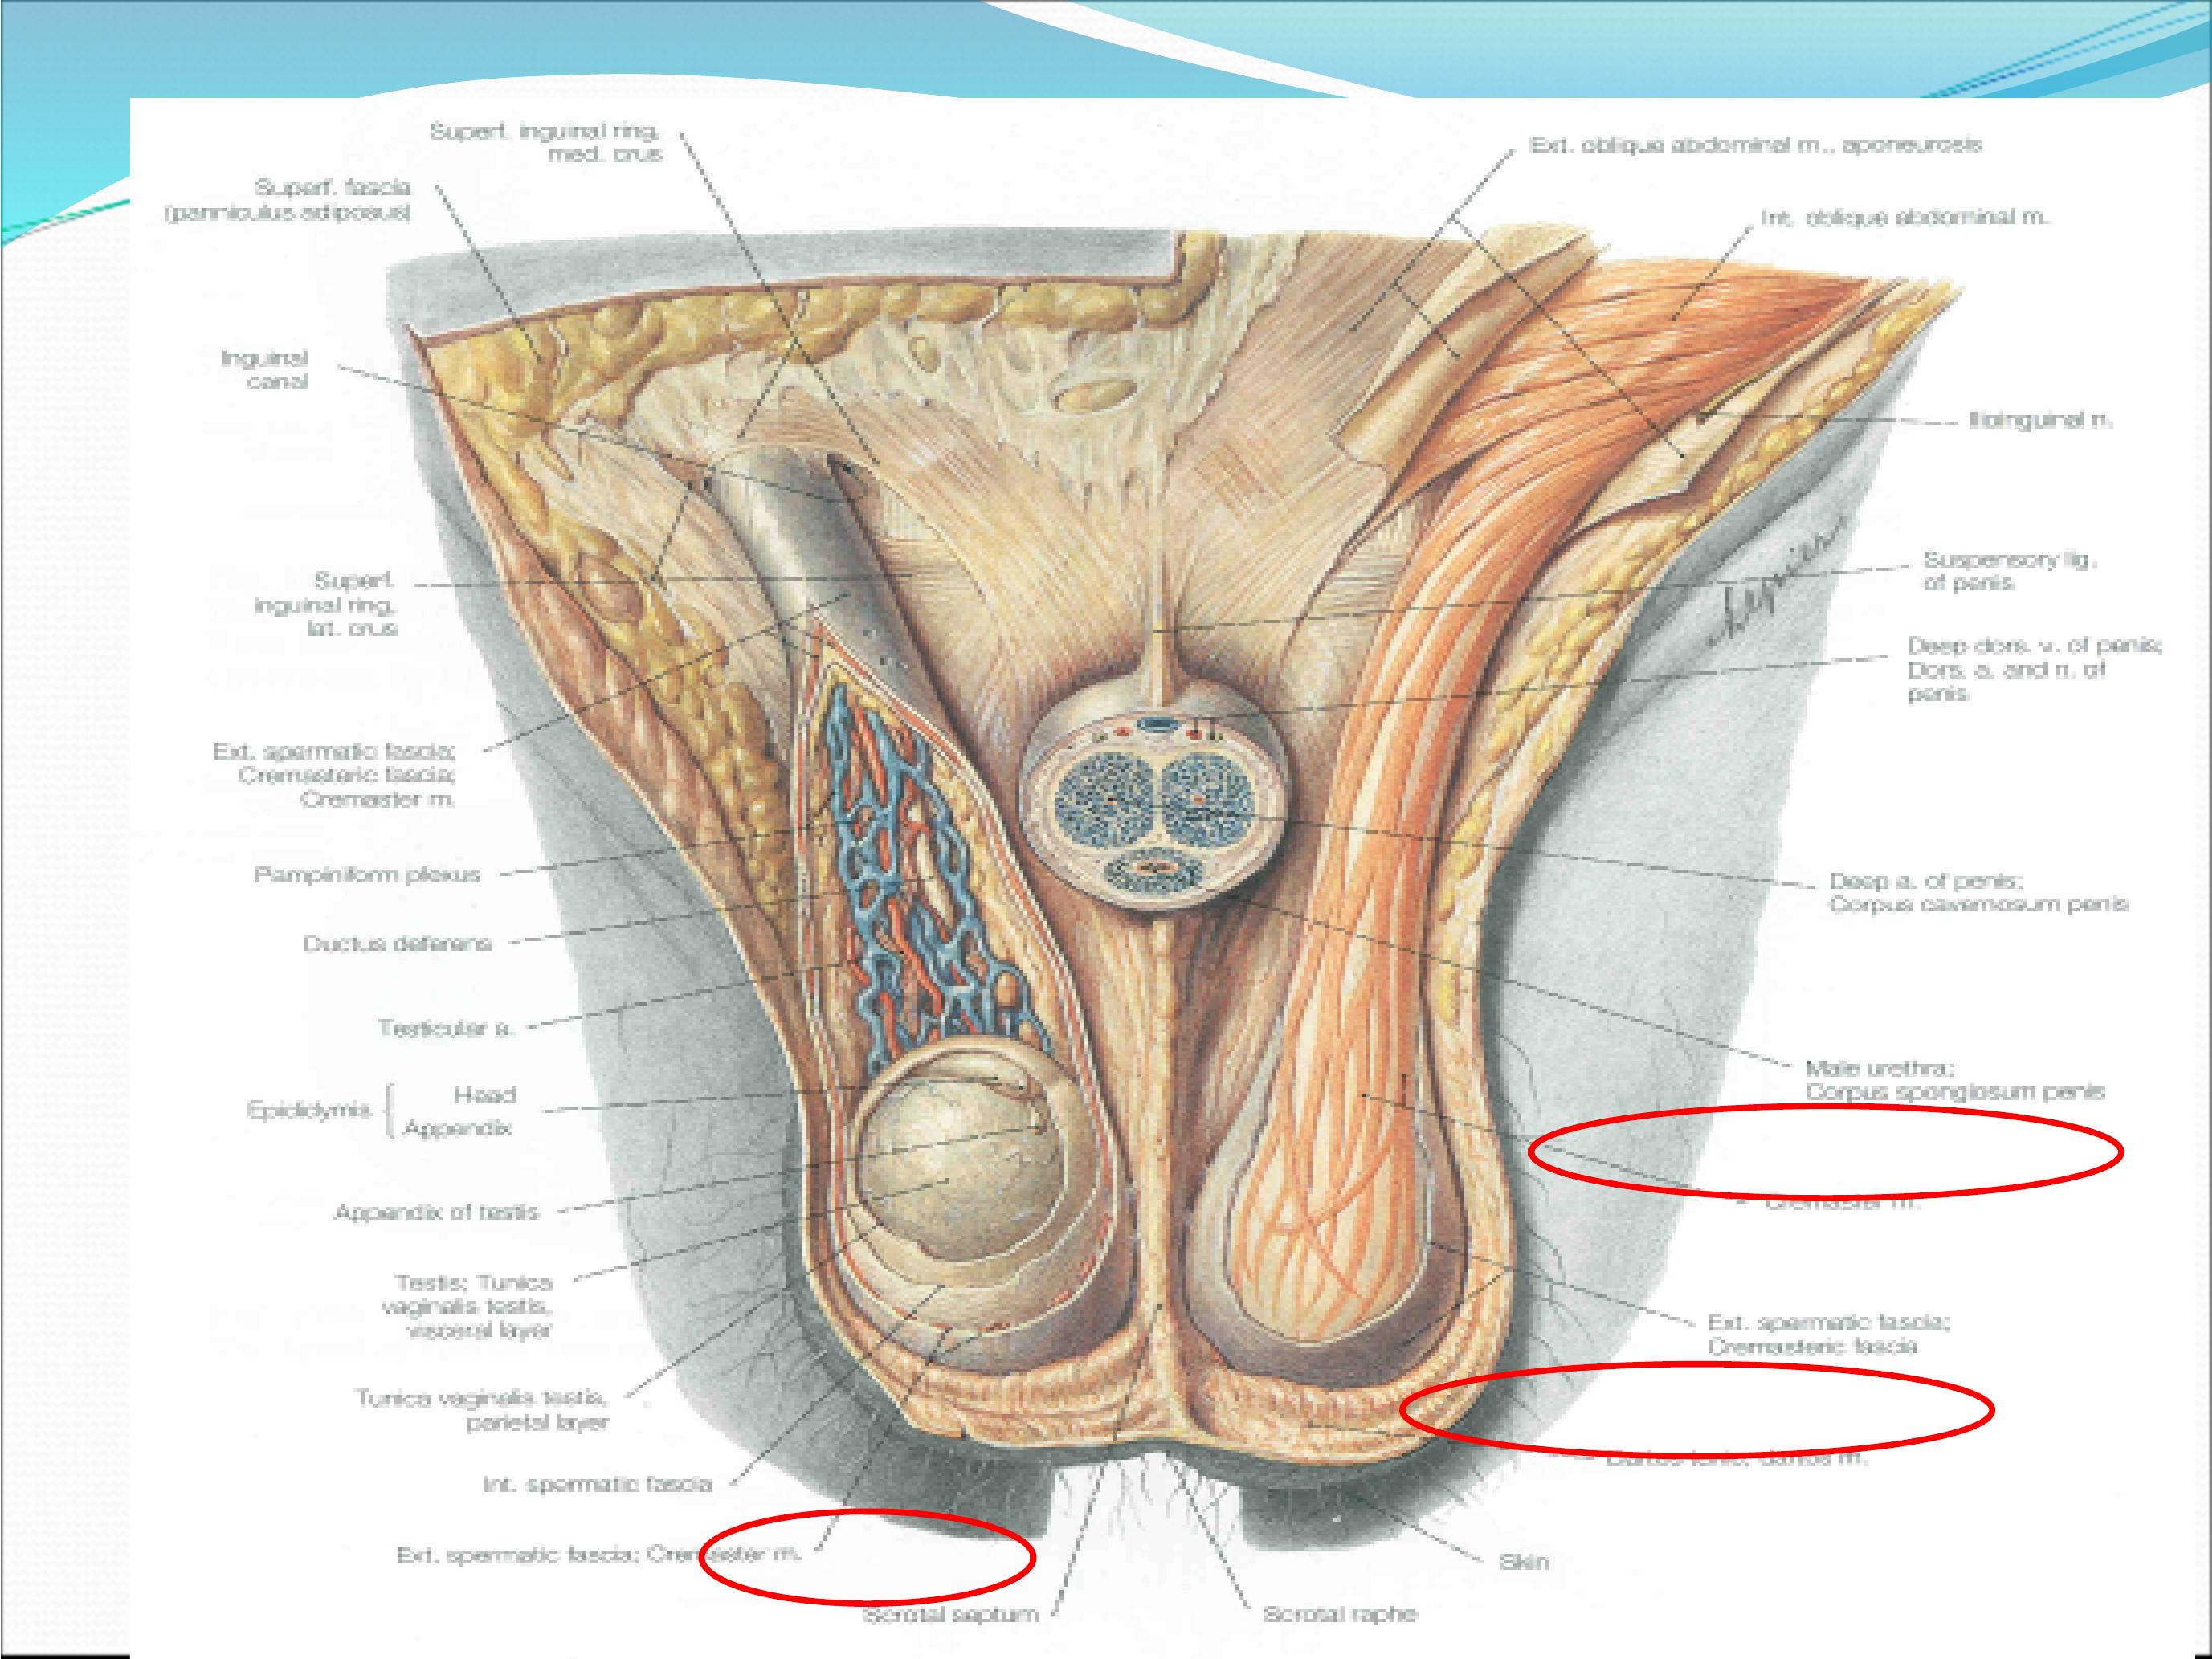 Superf. inguinal ring,
med. crus
Superf. fascia
(panniculus adiposus)
Inguinal
canal
Superf.
inguinal ring,
lat. crus
Ext. spermatic fascia;
Cremasteric fascia;
Cremaster m.
Pampiniform plexus
Ductus deferens
Testicular a.
Epididymis
Head
Appendix
Appendix of testis
Testis; Tunica
vaginalis testis,
visceral layer
Tunica vaginalis testis,
parietal layer
Int. spermatic fascia
Ext. spermatic fascia; Cremaster m.
Scrotal septum
Scrotal raphe
Skin
Ext. oblique abdominal m., aponeurosis
Int. oblique abdominal m.
Ilioinguinal n.
Suspensory lig.
of penis
Deep dors. v. of penis;
Dors. a. and n. of
penis
Deep a. of penis;
Corpus cavernosum penis
Male urethra;
Corpus spongiosum penis
Cremaster m.
Ext. spermatic fascia;
Cremasteric fascia
Dartos tunic; dartos m.